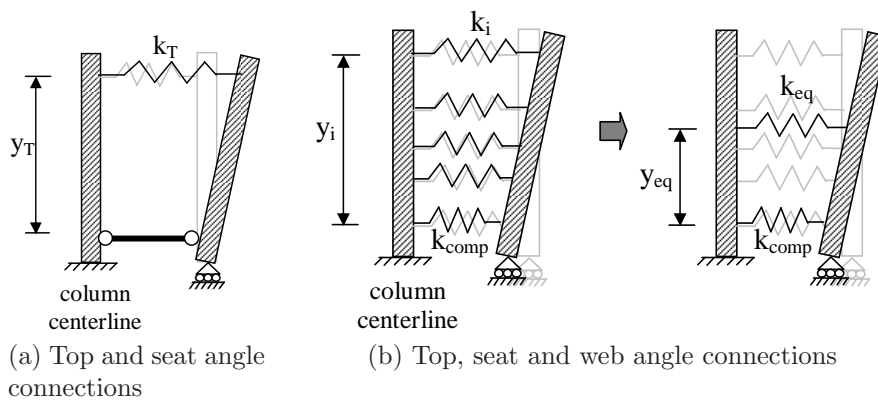 k_T
y_T
column
centerline
(a) Top and seat angle
connections
k_i
y_i
k_comp
column
centerline
k_eq
y_eq
k_comp
(b) Top, seat and web angle connections